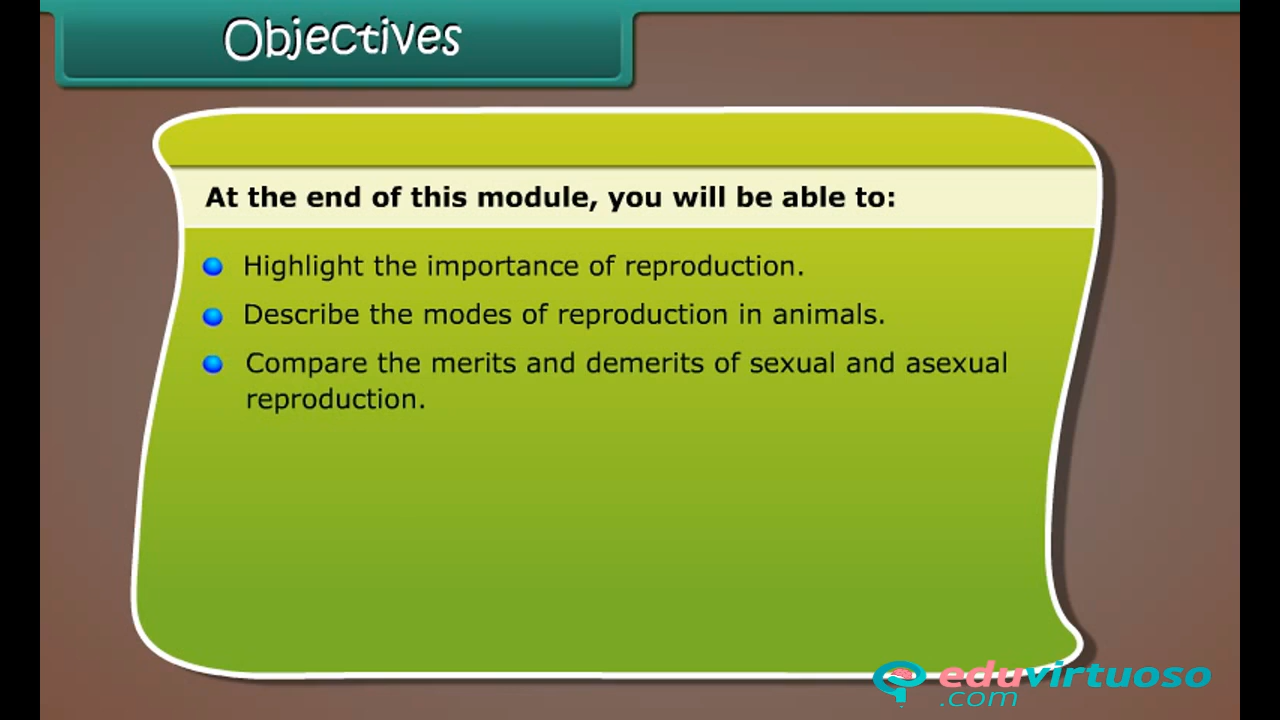 Objectives
At the end of this module, you will be able to:
Highlight the importance of reproduction.
Describe the modes of reproduction in animals.
Compare the merits and demerits of sexual and asexual
reproduction.
eduvirtuoso
.com